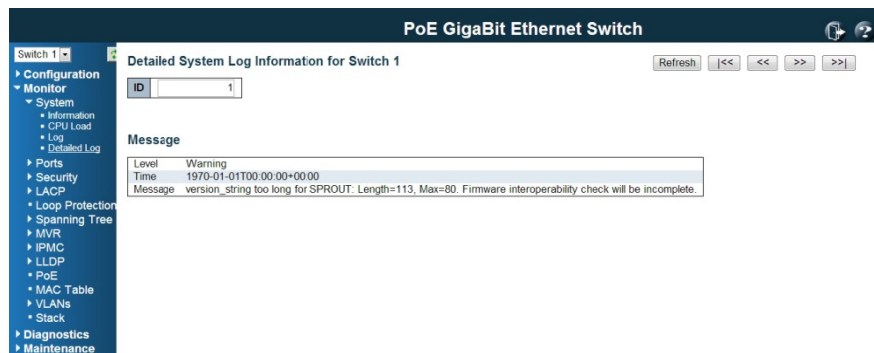 PoE GigaBit Ethernet Switch
Switch 1
Configuration
Monitor
System
Information
CPU Load
Log
Detailed Log
Ports
Security
LACP
Loop Protection
Spanning Tree
MVR
IPMC
LLDP
PoE
MAC Table
VLANs
Stack
Diagnostics
Maintenance
Detailed System Log Information for Switch 1
Refresh |<< << >> >>|
ID 1
Message
Level Warning
Time 1970-01-01T00:00:00+00:00
Message version_string too long for SPROUT: Length=113, Max=80. Firmware interoperability check will be incomplete.